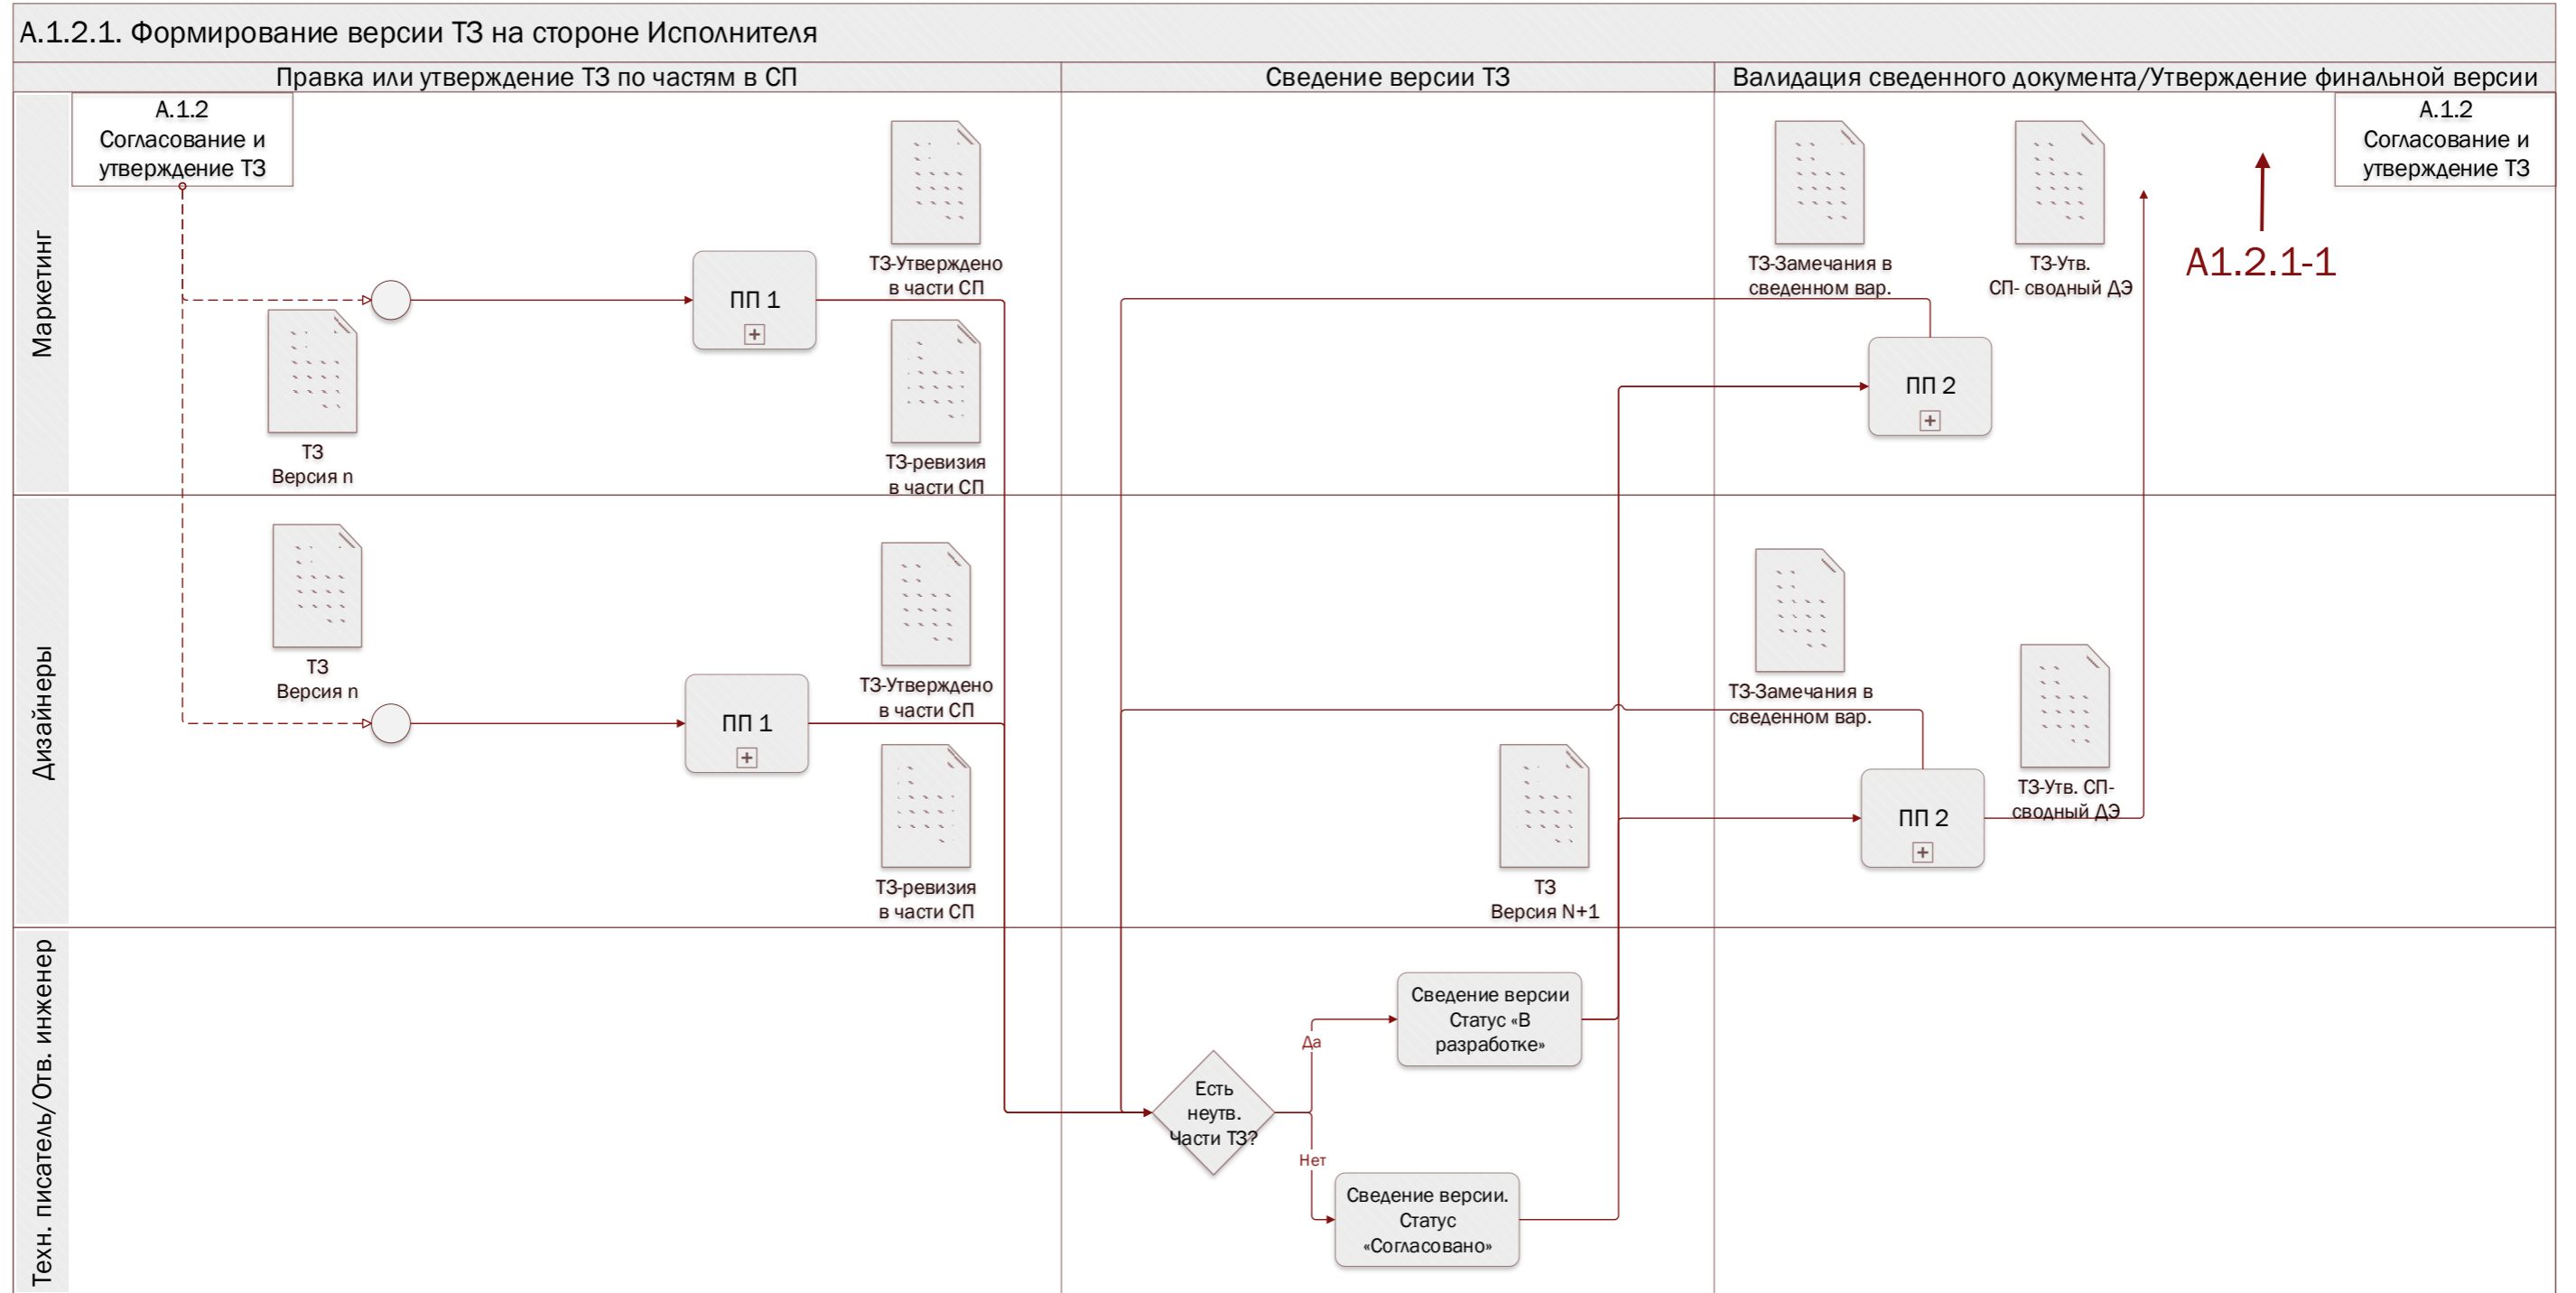 А.1.2.1. Формирование версии ТЗ на стороне Исполнителя
Правка или утверждение ТЗ по частям в СП
Сведение версии ТЗ
Валидация сведенного документа/Утверждение финальной версии
Маркетинг
А.1.2
Согласование и
утверждение ТЗ
ТЗ
Версия n
ПП 1
ТЗ-Утверждено
в части СП
ТЗ-ревизия
в части СП
ТЗ-Замечания в
сведенном вар.
ТЗ-Утв.
СП- сводный ДЭ
ПП 2
А1.2.1-1
А.1.2
Согласование и
утверждение ТЗ
Дизайнеры
ТЗ
Версия n
ПП 1
ТЗ-Утверждено
в части СП
ТЗ-ревизия
в части СП
ТЗ
Версия N+1
ТЗ-Замечания в
сведенном вар.
ПП 2
ТЗ-Утв. СП-
сводный ДЭ
Техн. писатель/Отв. инженер
Есть
неутв.
Части ТЗ?
Да
Нет
Сведение версии
Статус «В
разработке»
Сведение версии.
Статус
«Согласовано»